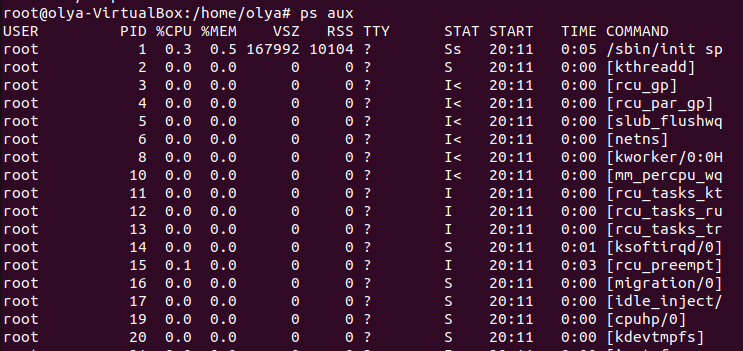 root@olya-VirtualBox:/home/olya# ps aux
USER PID %CPU %MEM VSZ RSS TTY STAT START TIME COMMAND
root 1 0.3 0.5 167992 10104 ? Ss 20:11 0:05 /sbin/init sp
root 2 0.0 0.0 0 0 ? S 20:11 0:00 [kthreadd]
root 3 0.0 0.0 0 0 ? I< 20:11 0:00 [rcu_gp]
root 4 0.0 0.0 0 0 ? I< 20:11 0:00 [rcu_par_gp]
root 5 0.0 0.0 0 0 ? I< 20:11 0:00 [slub_flushwq
root 6 0.0 0.0 0 0 ? I< 20:11 0:00 [netns]
root 8 0.0 0.0 0 0 ? I< 20:11 0:00 [kworker/0:0H
root 10 0.0 0.0 0 0 ? I< 20:11 0:00 [mm_percpu_wq
root 11 0.0 0.0 0 0 ? I 20:11 0:00 [rcu_tasks_kt
root 12 0.0 0.0 0 0 ? I 20:11 0:00 [rcu_tasks_ru
root 13 0.0 0.0 0 0 ? I 20:11 0:00 [rcu_tasks_tr
root 14 0.0 0.0 0 0 ? S 20:11 0:01 [ksoftirqd/0]
root 15 0.1 0.0 0 0 ? I 20:11 0:03 [rcu_preempt]
root 16 0.0 0.0 0 0 ? S 20:11 0:00 [migration/0]
root 17 0.0 0.0 0 0 ? S 20:11 0:00 [idle_inject/
root 19 0.0 0.0 0 0 ? S 20:11 0:00 [cpuhp/0]
root 20 0.0 0.0 0 0 ? S 20:11 0:00 [kdevtmpfs]